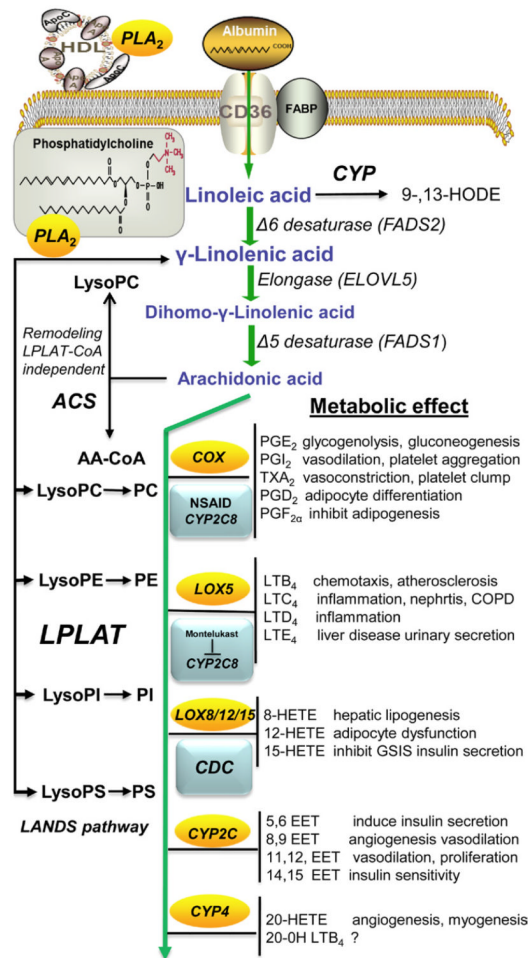 ApoC
HDL
ApoC
PLA2
Albumin
COOH
CD36
FABP
Phosphatidylcholine
PLA2
Linoleic acid
CYP
9-,13-HODE
Δ6 desaturase (FADS2)
γ-Linolenic acid
Elongase (ELOVL5)
LysoPC
Dihomo-γ-Linolenic acid
Remodeling
LPLAT-CoA
independent
Δ5 desaturase (FADS1)
Arachidonic acid
ACS
Metabolic effect
AA-CoA
COX
PGE2 glycogenolysis, gluconeogenesis
PGI2 vasodilation, platelet aggregation
TXA2 vasoconstriction, platelet clump
PGD2 adipocyte differentiation
PGF2α inhibit adipogenesis
NSAID
CYP2C8
LysoPC PC
LysoPE PE
LOX5
LTB4 chemotaxis, atherosclerosis
LTC4 inflammation, nephrtis, COPD
LTD4 inflammation
LTE4 liver disease urinary secretion
Montelukast
CYP2C8
LPLAT
LysoPI PI
LOX8/12/15
8-HETE hepatic lipogenesis
12-HETE adipocyte dysfunction
15-HETE inhibit GSIS insulin secretion
CDC
LysoPS PS
LANDS pathway
CYP2C
5,6 EET induce insulin secretion
8,9 EET angiogenesis vasodilation
11,12, EET vasodilation, proliferation
14,15 EET insulin sensitivity
CYP4
20-HETE angiogenesis, myogenesis
20-0H LTB4 ?